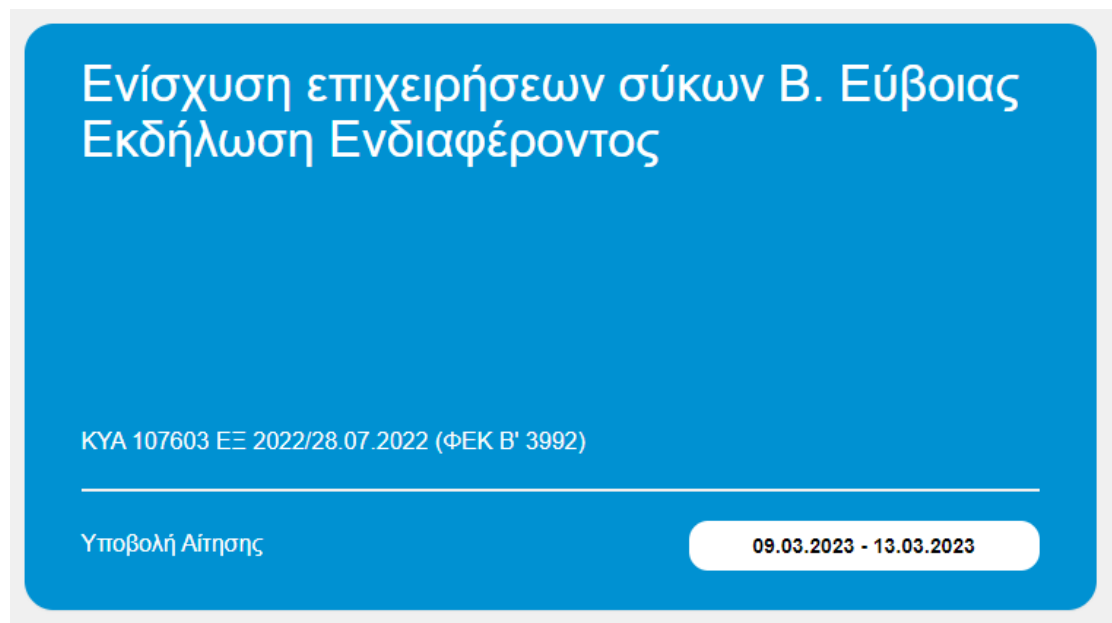 Ενίσχυση επιχειρήσεων σύκων Β. Εύβοιας
Εκδήλωση Ενδιαφέροντος
ΚΥΑ 107603 ΕΞ 2022/28.07.2022 (ΦΕΚ Β' 3992)
Υποβολή Αίτησης
09.03.2023 - 13.03.2023